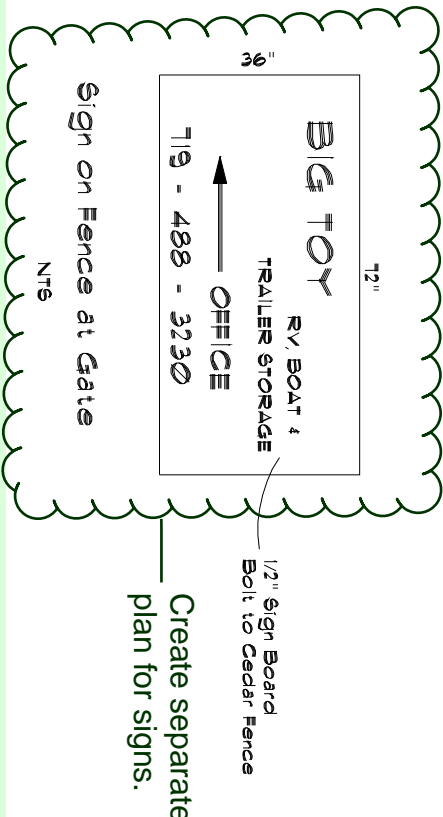 72"
36"
BIG TOY
RV, BOAT &
TRAILER STORAGE
OFFICE
719 - 488 - 3230
Sign on Fence at Gate
NTS
1/2" Sign Board
Bolt to Cedar Fence
Create separate
plan for signs.